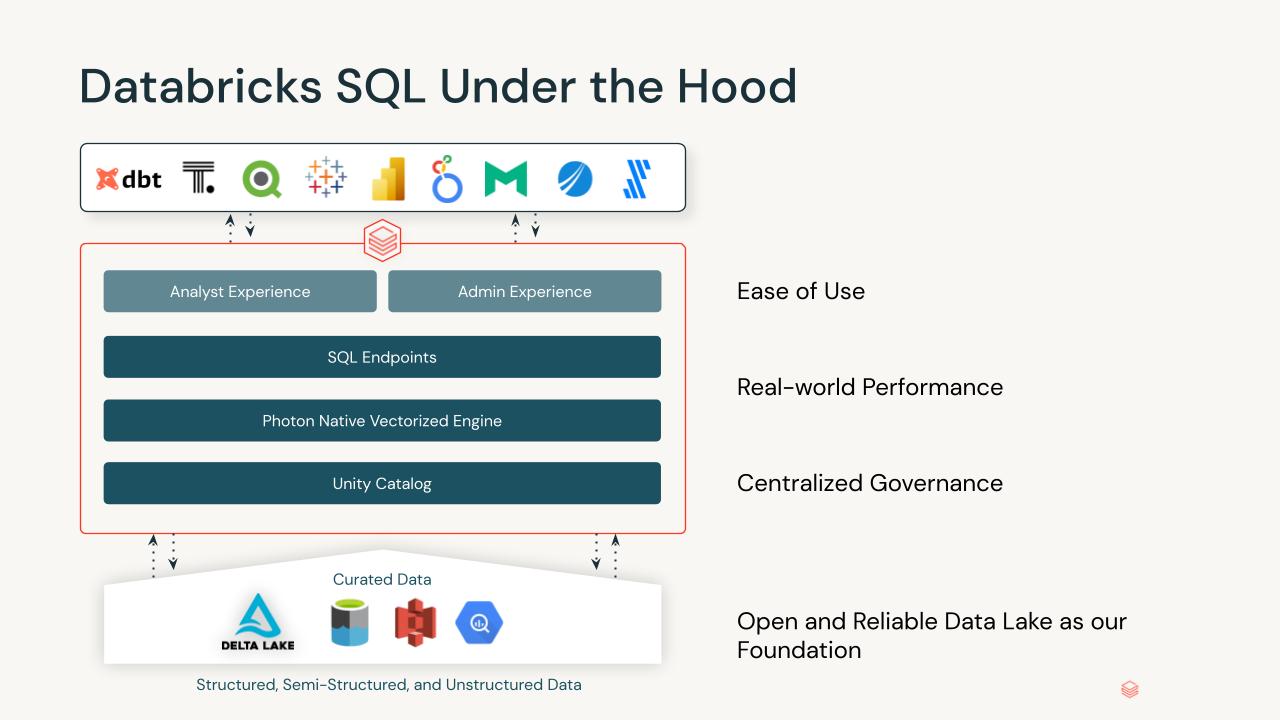 Databricks SQL Under the Hood
dbt
Analyst Experience
Admin Experience
Ease of Use
SQL Endpoints
Real-world Performance
Photon Native Vectorized Engine
Unity Catalog
Centralized Governance
Curated Data
DELTA LAKE
Open and Reliable Data Lake as our
Foundation
Structured, Semi-Structured, and Unstructured Data